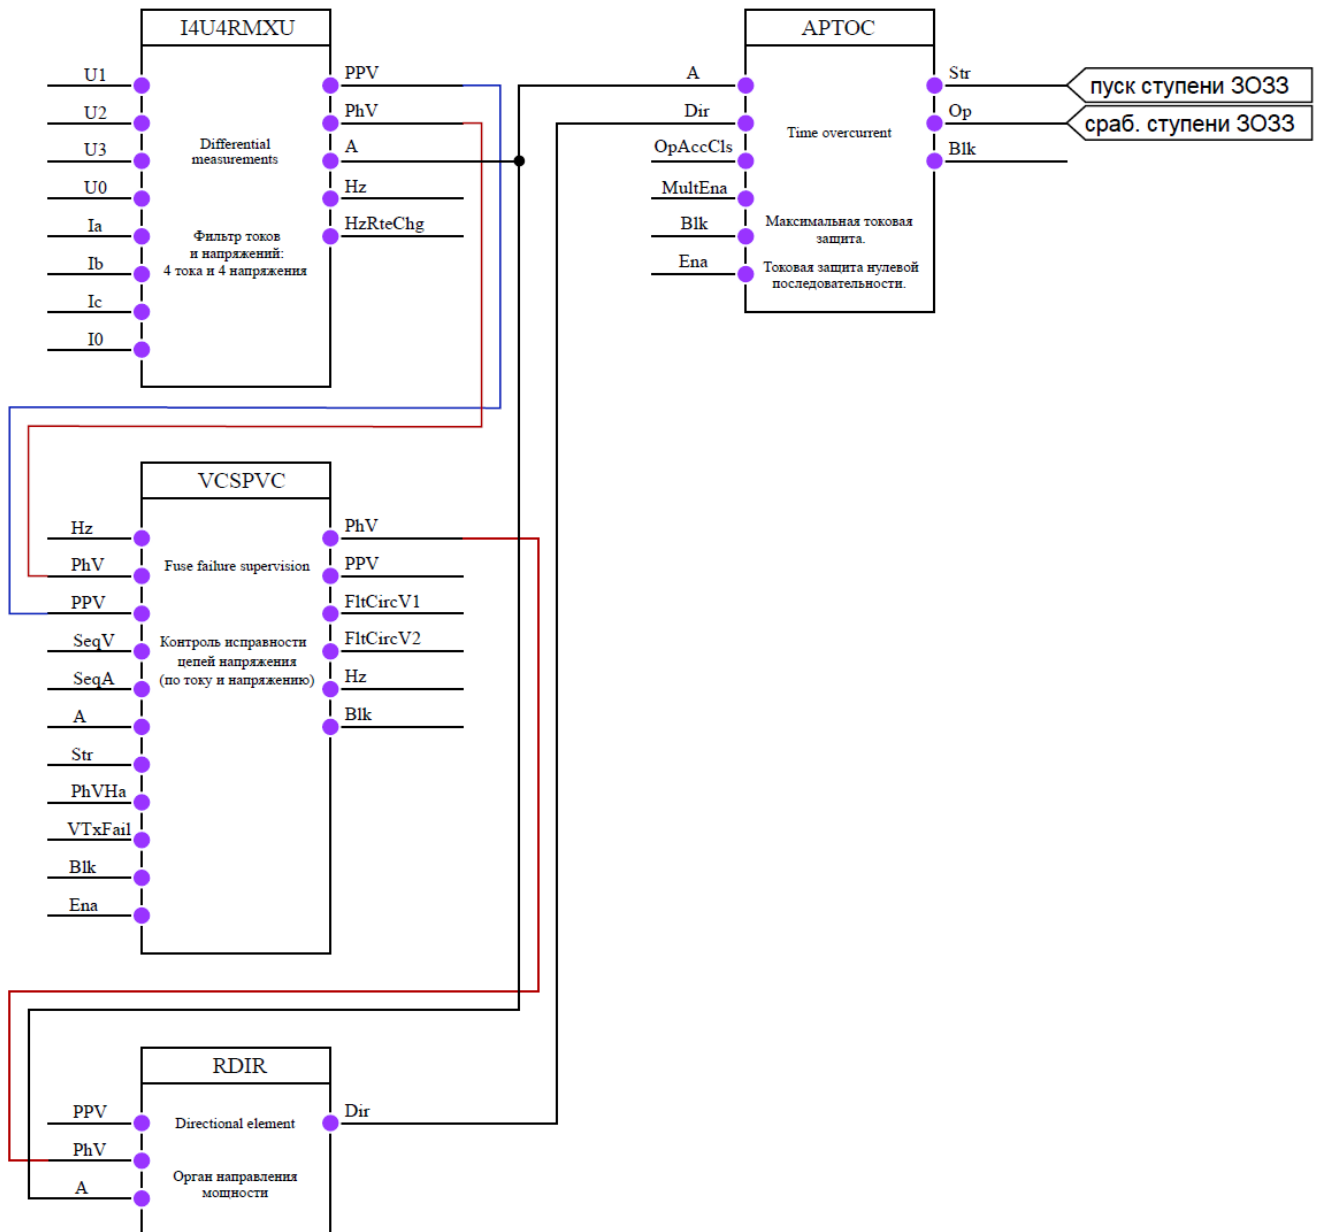 I4U4RMXU
U1
U2
U3
U0
Ia
Ib
Ic
I0
Differential
measurements
Фильтр токов
и напряжений:
4 тока и 4 напряжения
PPV
PhV
A
Hz
HzRteChg
APTOC
A
Dir
OpAccCls
MultEna
Blk
Ena
Time overcurrent
Максимальная токовая
защита.
Токовая защита нулевой
последовательности.
Str
Op
Blk
пуск ступени ЗОЗЗ
сраб. ступени ЗОЗЗ
VCSPVC
Hz
PhV
PPV
SeqV
SeqA
A
Str
PhVHa
VTxFail
Blk
Ena
Fuse failure supervision
Контроль исправности
цепей напряжения
(по току и напряжению)
PhV
PPV
FltCircV1
FltCircV2
Hz
Blk
RDIR
PPV
PhV
A
Directional element
Орган направления
мощности
Dir